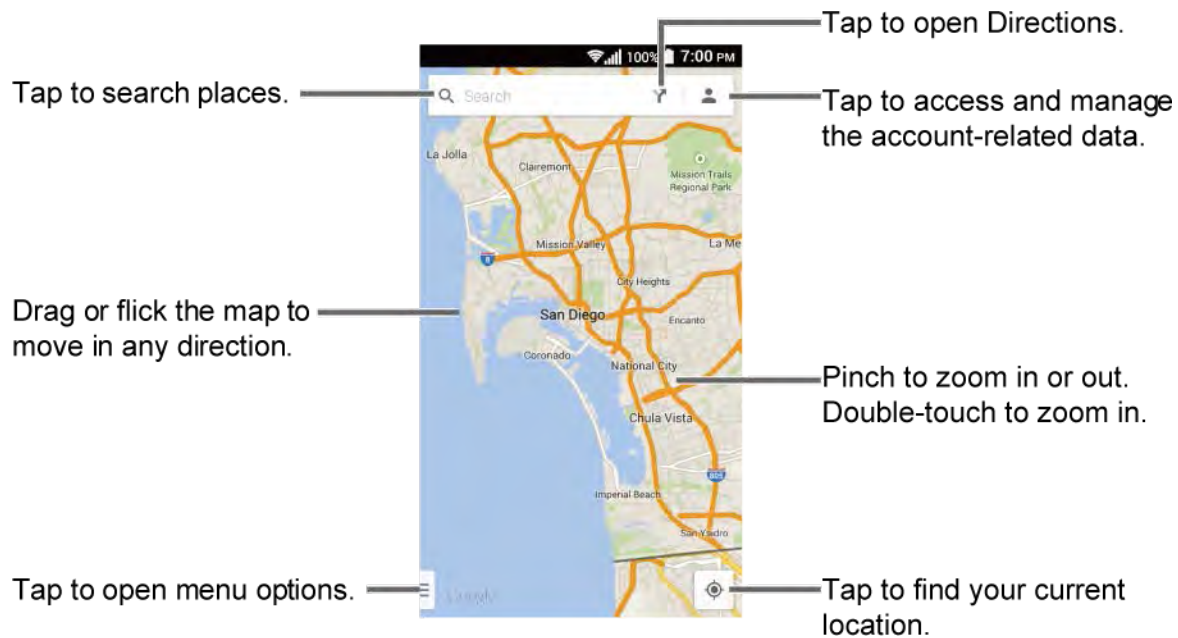 Tap to open Directions.
100% 7:00 PM
Tap to search places.
Search
Tap to access and manage
the account-related data.
La Jolla
Clairemont
Mission Trails
Regional Park
Mission Valley
La Me
8
City Heights
Drag or flick the map to
move in any direction.
San Diego
Encanto
Coronado
National City
Pinch to zoom in or out.
Double-touch to zoom in.
Chula Vista
805
Imperial Beach
San Ysidro
Tap to open menu options.
Google
Tap to find your current
location.